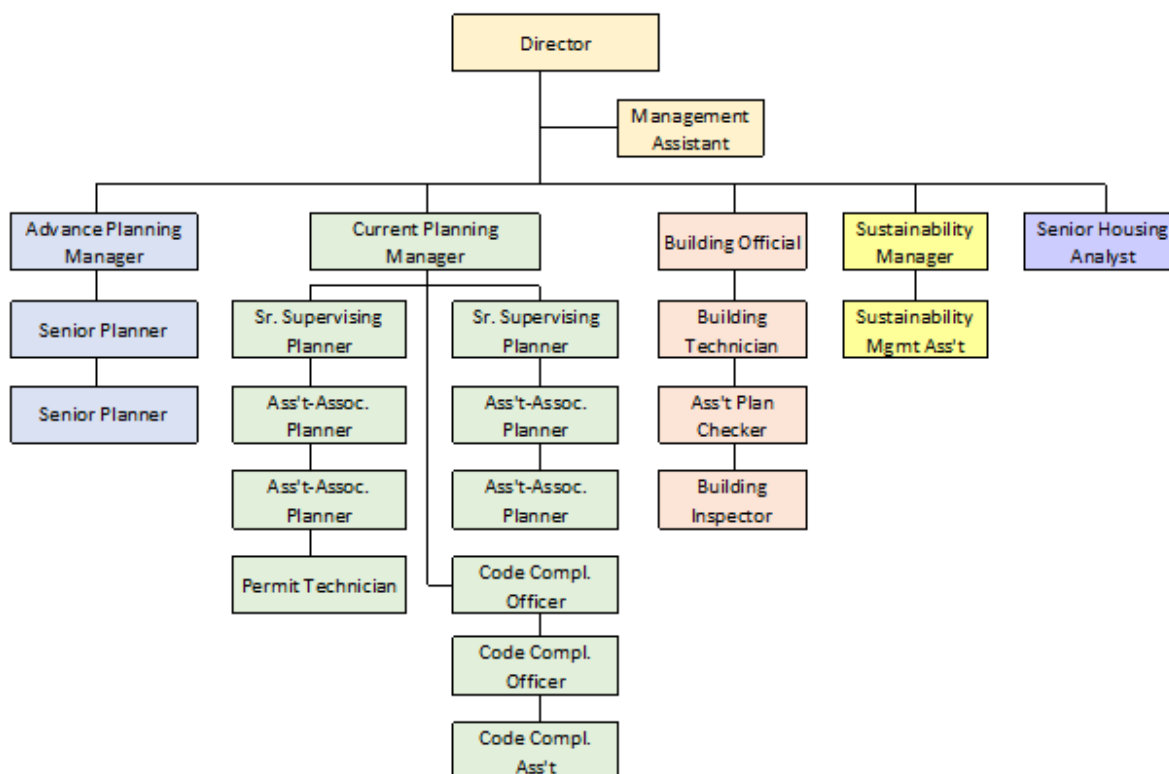 Director
Management
Assistant
Advance Planning
Manager
Current Planning
Manager
Building Official
Sustainability
Manager
Senior Housing
Analyst
Senior Planner
Sr. Supervising
Planner
Sr. Supervising
Planner
Building
Technician
Sustainability
Mgmt Ass't
Senior Planner
Ass't-Assoc.
Planner
Ass't-Assoc.
Planner
Ass't Plan
Checker
Ass't-Assoc.
Planner
Ass't-Assoc.
Planner
Building
Inspector
Permit Technician
Code Compl.
Officer
Code Compl.
Officer
Code Compl.
Ass't